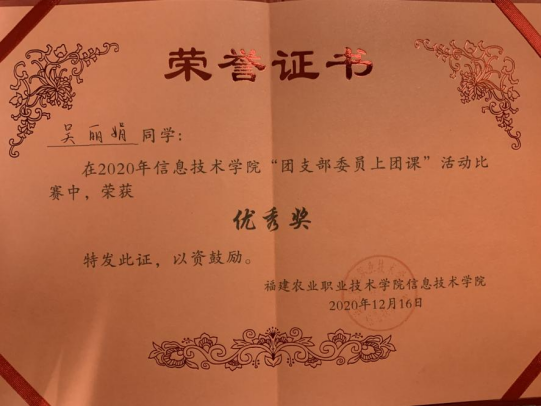 荣誉证书
吴丽娟 同学:
在2020年信息技术学院“团支部委员上团课”活动比
赛中，荣获
优秀奖
特发此证，以资鼓励。
福建农业职业技术学院信息技术学院
2020年12月16日